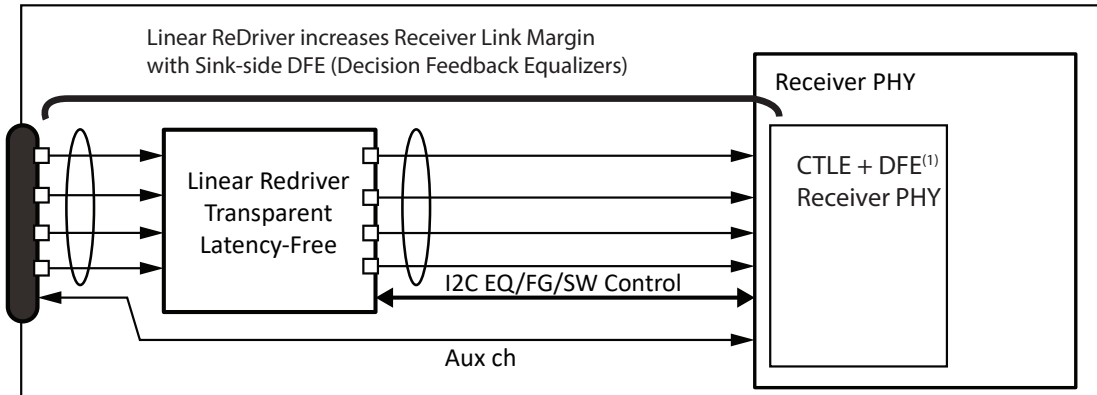 Linear ReDriver increases Receiver Link Margin
with Sink-side DFE (Decision Feedback Equalizers)
Receiver PHY
CTLE + DFE(1)
Receiver PHY
Linear Redriver
Transparent
Latency-Free
I2C EQ/FG/SW Control
Aux ch